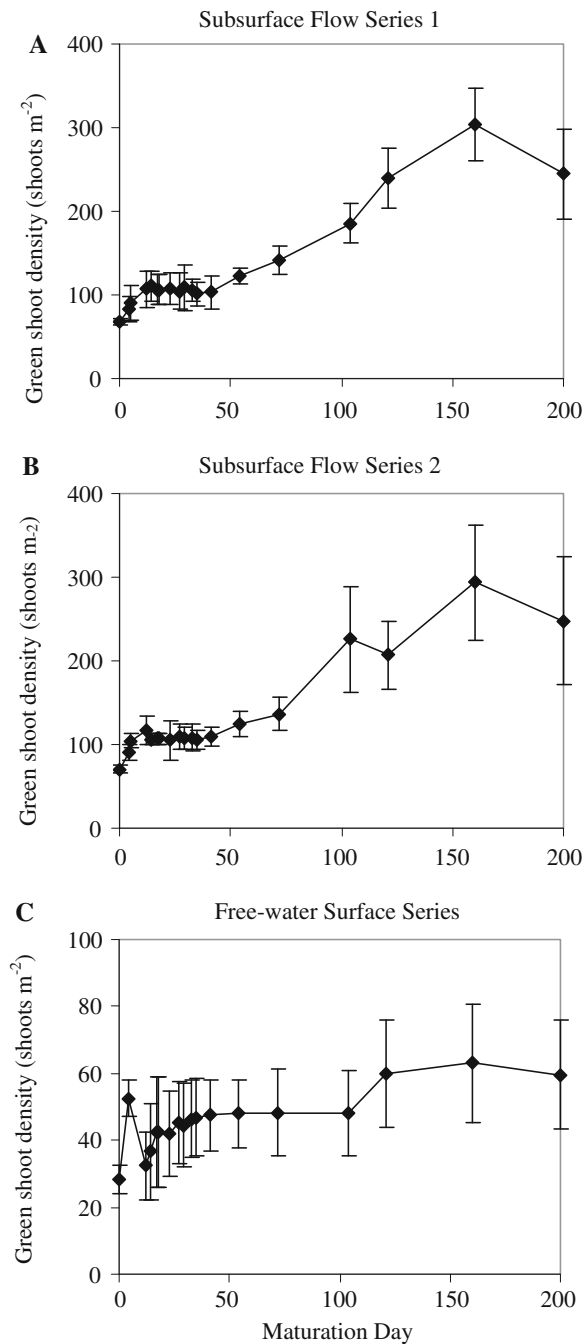 A
Subsurface Flow Series 1
Green shoot density (shoots m-2)
400
300
200
100
0
0 50 100 150 200
B
Subsurface Flow Series 2
Green shoot density (shoots m-2)
400
300
200
100
0
0 50 100 150 200
C
Free-water Surface Series
Green shoot density (shoots m-2)
100
80
60
40
20
0
0 50 100 150 200
Maturation Day